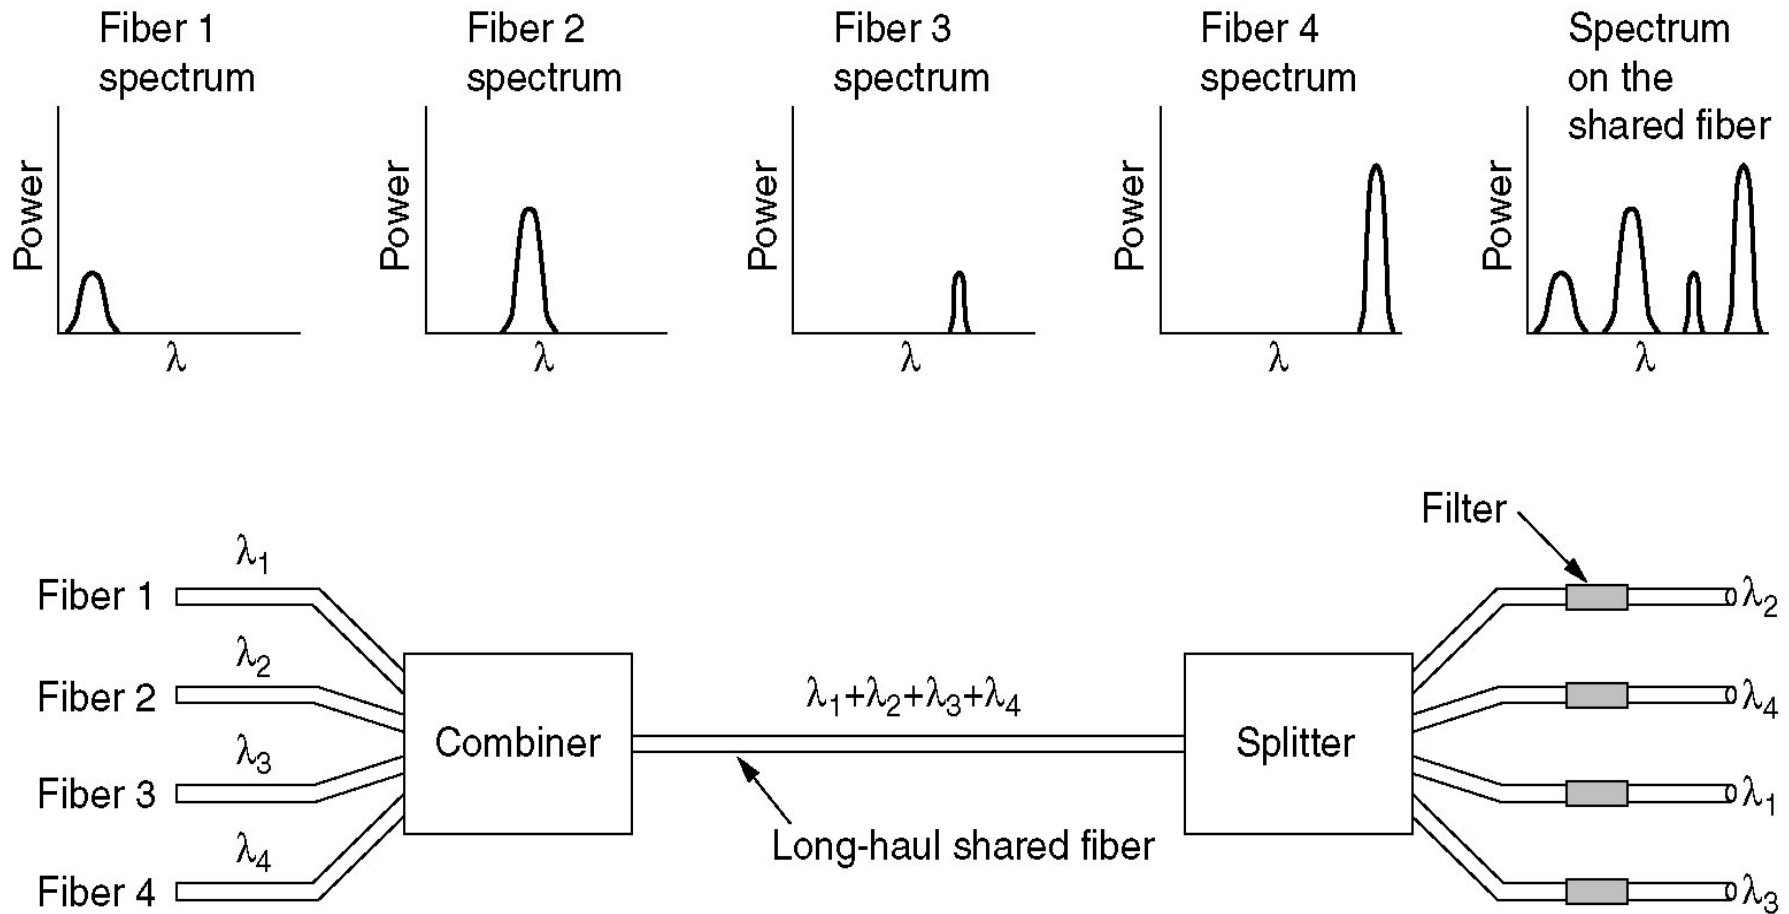 Fiber 1
spectrum
Fiber 2
spectrum
Fiber 3
spectrum
Fiber 4
spectrum
Spectrum
on the
shared fiber
Power
Power
Power
Power
Power
λ
λ
λ
λ
λ
Filter
λ1
Fiber 1
λ2
Fiber 2
λ3
Fiber 3
λ4
Fiber 4
Combiner
λ1+λ2+λ3+λ4
Long-haul shared fiber
Splitter
λ2
λ4
λ1
λ3